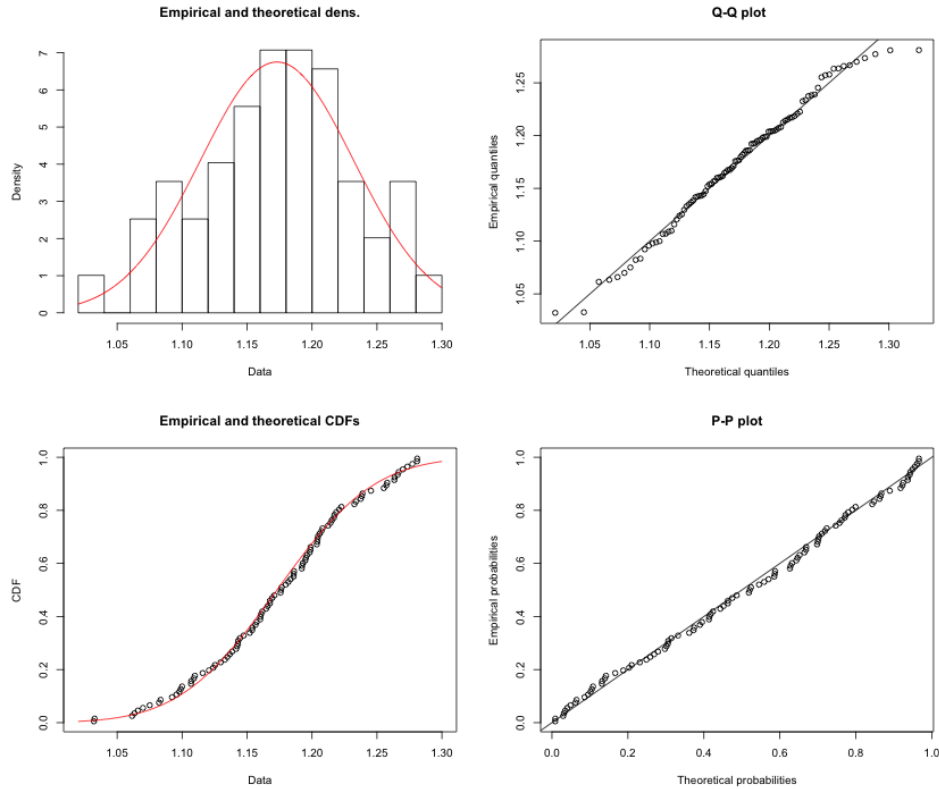 Empirical and theoretical dens.
7
6
5
4
3
2
1
0
Density
1.05 1.10 1.15 1.20 1.25 1.30
Data
Q-Q plot
1.25
1.20
1.15
1.10
1.05
Empirical quantiles
1.05 1.10 1.15 1.20 1.25 1.30
Theoretical quantiles
Empirical and theoretical CDFs
1.0
0.8
0.6
0.4
0.2
0.0
CDF
1.05 1.10 1.15 1.20 1.25 1.30
Data
P-P plot
1.0
0.8
0.6
0.4
0.2
0.0
Empirical probabilities
0.0 0.2 0.4 0.6 0.8 1.0
Theoretical probabilities